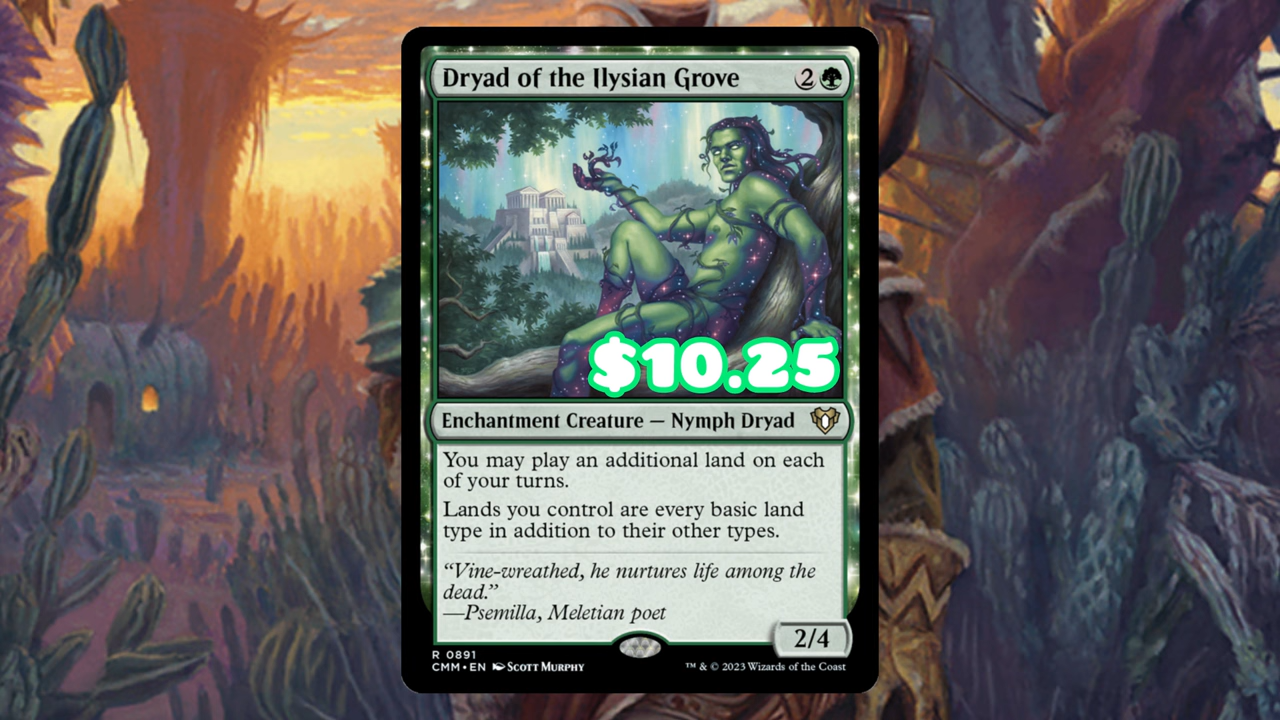 Dryad of the Ilysian Grove 2
$10.25
Enchantment Creature — Nymph Dryad
You may play an additional land on each
of your turns.
Lands you control are every basic land
type in addition to their other types.
“Vine-wreathed, he nurtures life among the
dead.”
—Psemilla, Meletian poet
2/4
R 0891
CMM • EN Scott Murphy
™ & © 2023 Wizards of the Coast